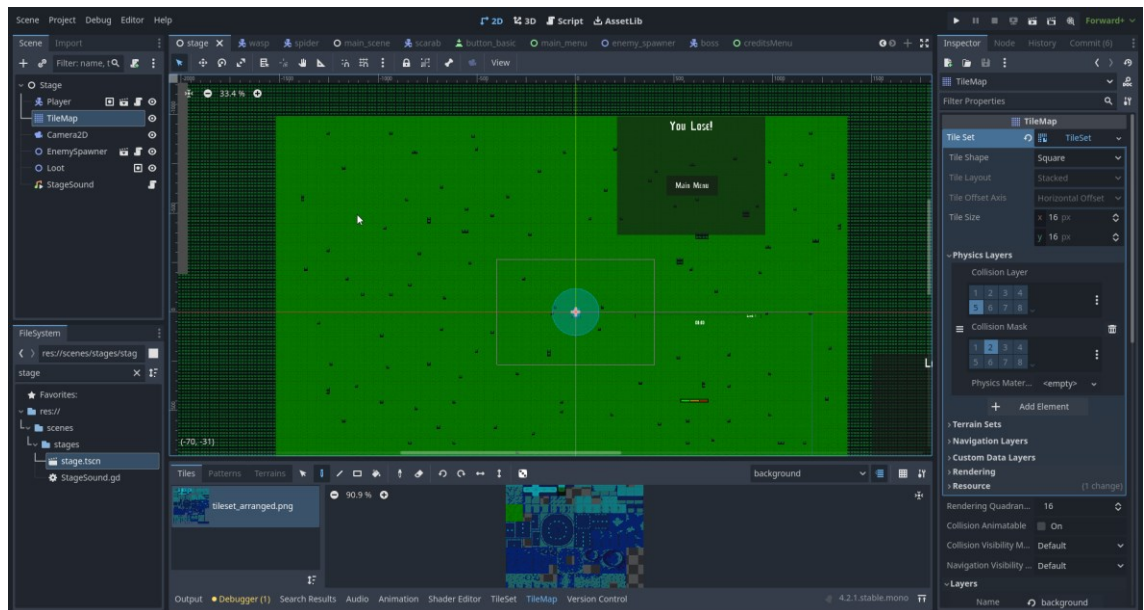 Scene Project Debug Editor Help
2D 3D Script AssetLib
Forward+
Scene Import
stage wasp spider main_scene scarab button_basic main_menu enemy_spawner boss creditsMenu
Inspector Node History Commit (6)
Filter: name, t
View
Stage
Player
TileMap
Camera2D
EnemySpawner
Loot
StageSound
33.4 %
You Lose!
Main Menu
(-70, -31)
TileMap
Filter Properties
TileMap
Tile Set TileSet
Tile Shape Square
Tile Layout Stacked
Tile Offset Axis Horizontal Offset
Tile Size x 16 px
y 16 px
Physics Layers
Collision Layer
1 2 3 4
5 6 7 8
Collision Mask
1 2 3 4
5 6 7 8
Physics Mater... <empty>
Add Element
Terrain Sets
Navigation Layers
Custom Data Layers
Rendering
Resource (1 change)
Rendering Quadran... 16
Collision Animatable On
Collision Visibility M... Default
Navigation Visibility ... Default
Layers
Name background
FileSystem
res://scenes/stages/stag
stage
Favorites:
res://
scenes
stages
stage.tscn
StageSound.gd
Tiles Patterns Terrains
background
tileset_arranged.png
90.9 %
Output Debugger (1) Search Results Audio Animation Shader Editor TileSet TileMap Version Control
4.2.1.stable.mono